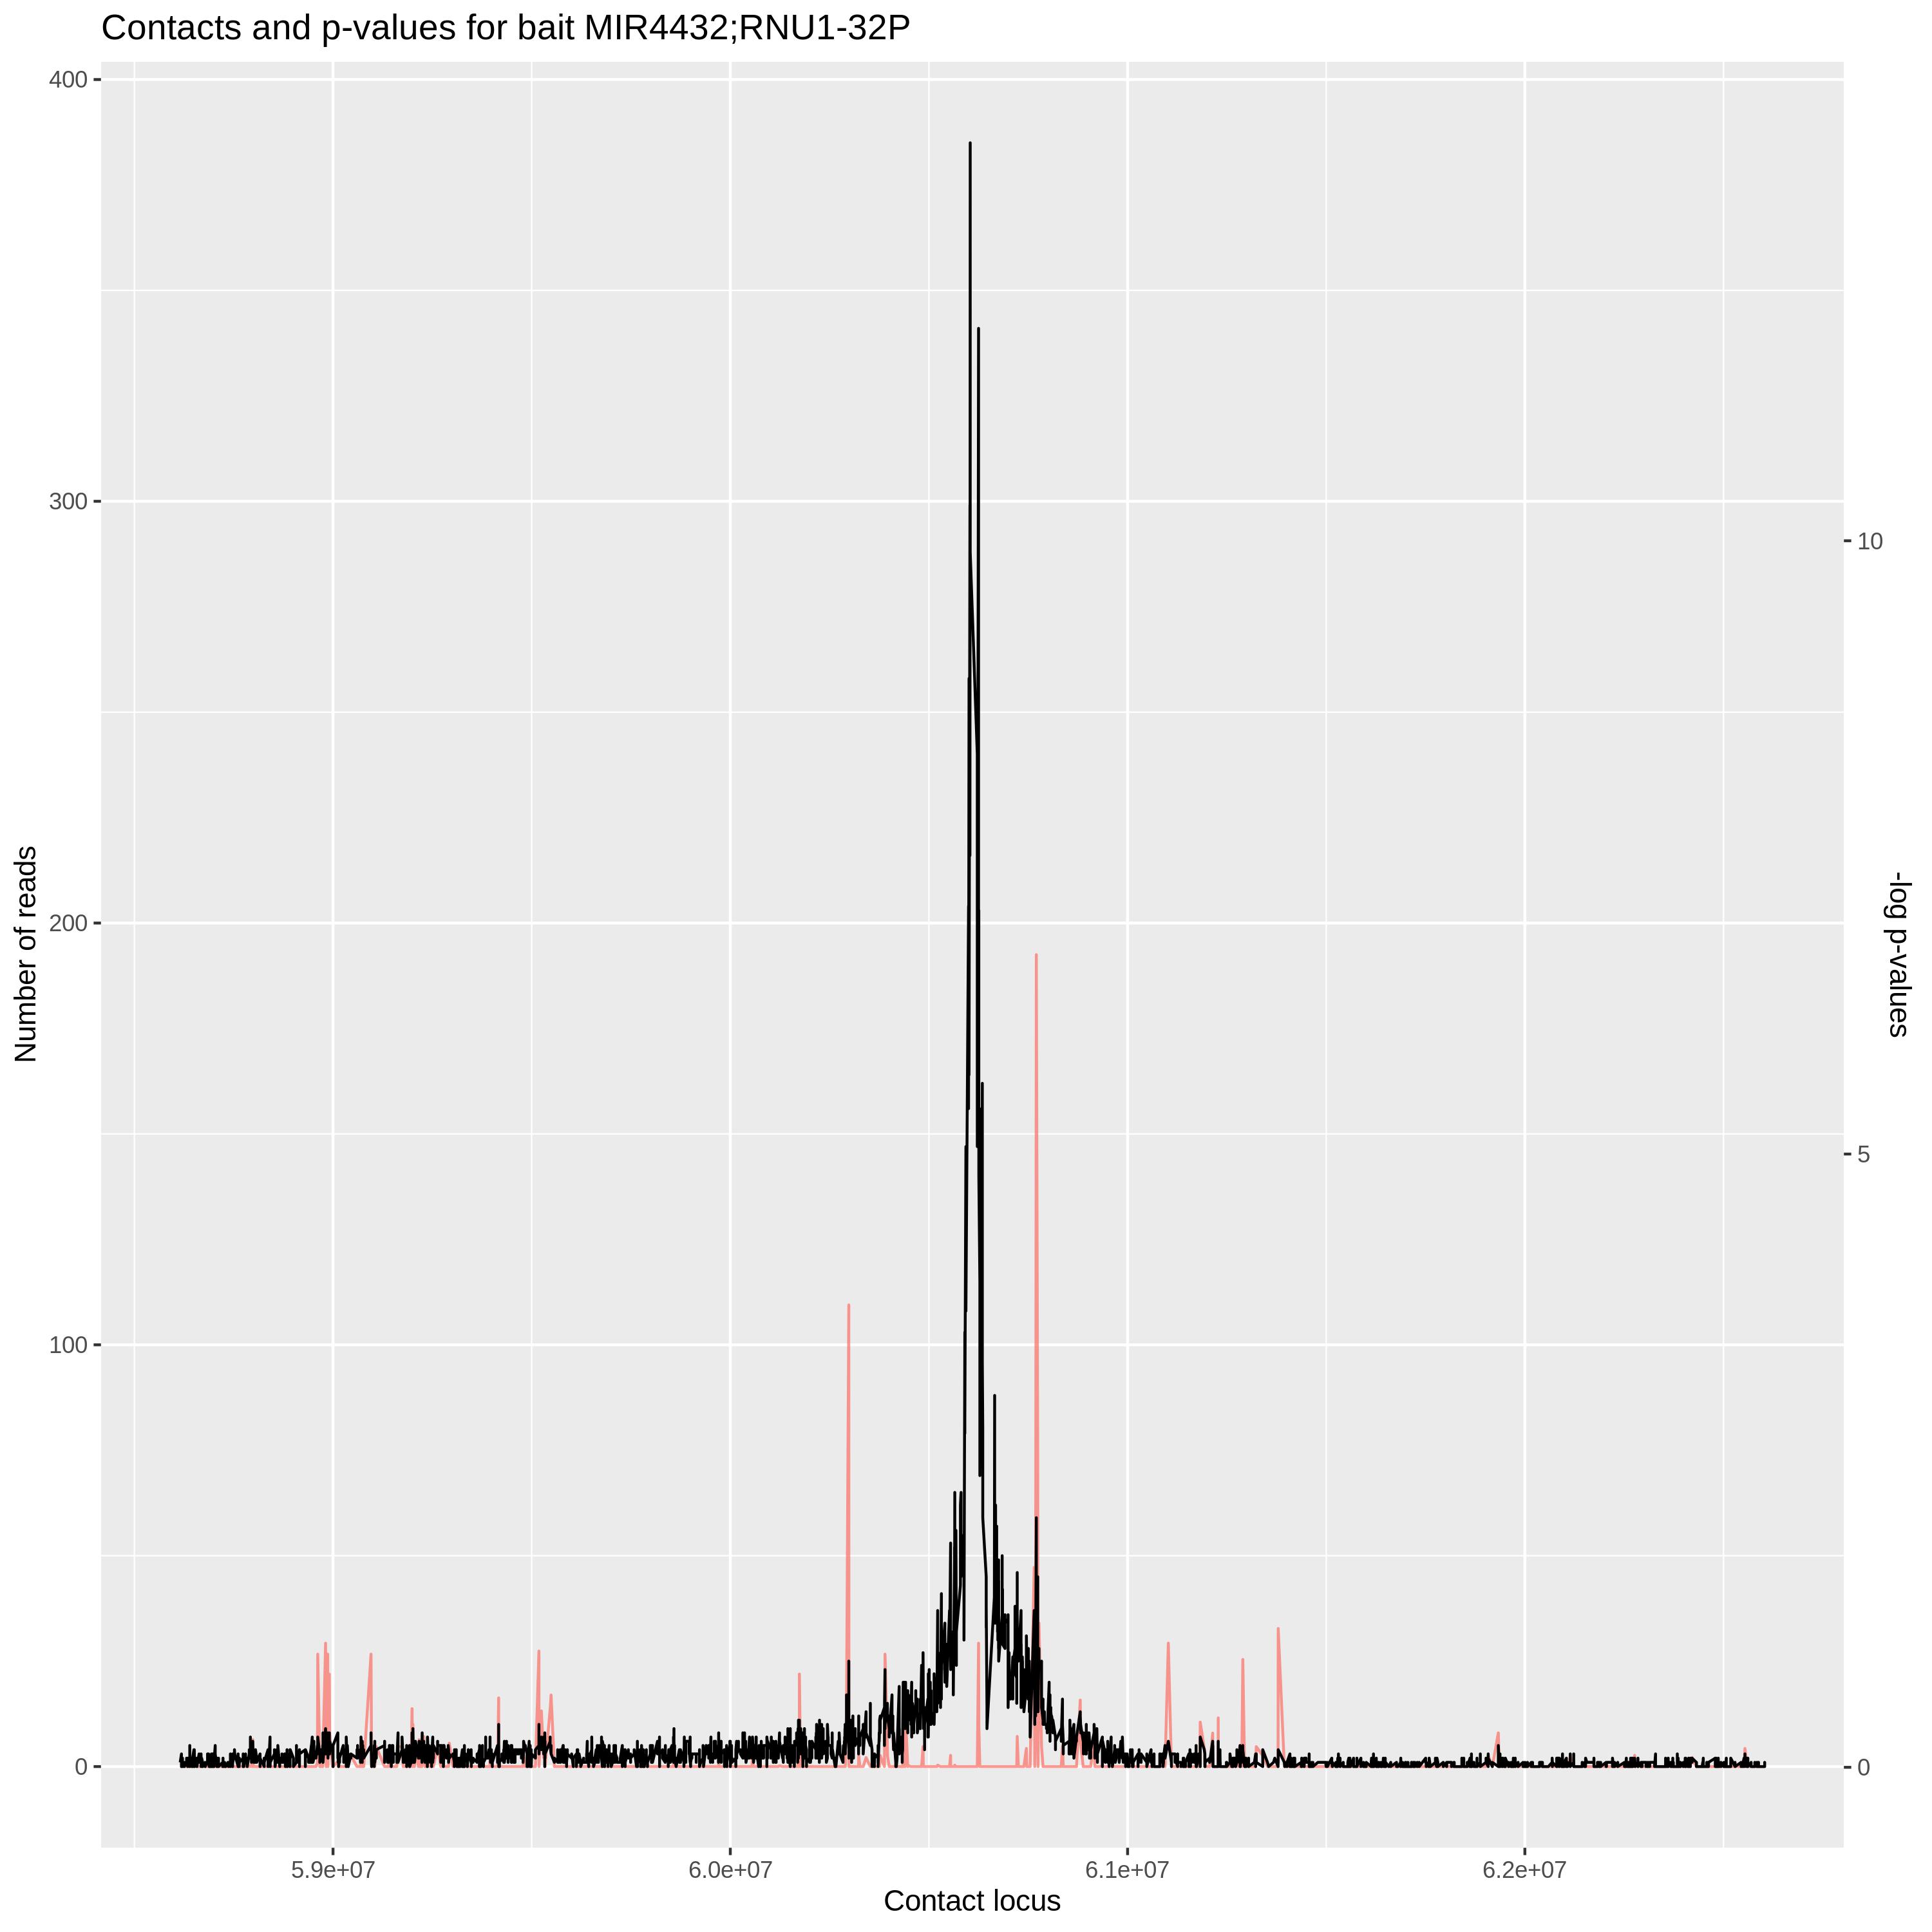 Contacts and p-values for bait MIR4432;RNU1-32P
400
300
200
100
0
10
5
0
Number of reads
-log p-values
5.9e+07
6.0e+07
6.1e+07
6.2e+07
Contact locus